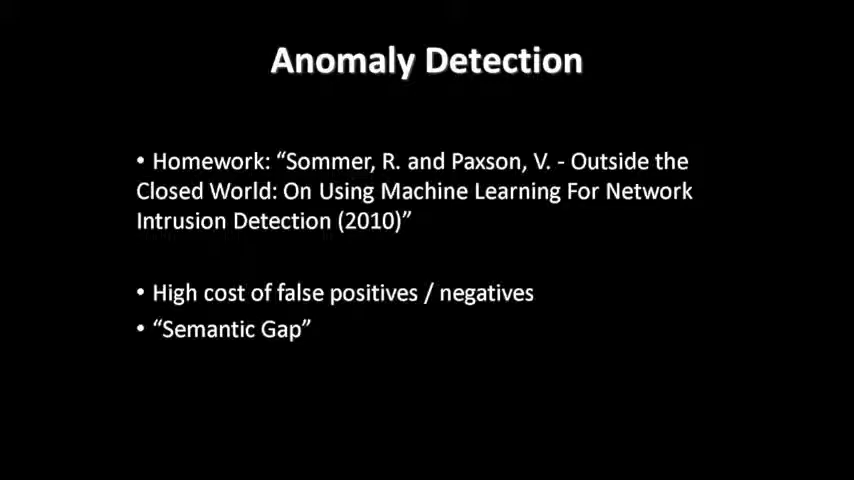 Anomaly Detection
• Homework: “Sommer, R. and Paxson, V. - Outside the
Closed World: On Using Machine Learning For Network
Intrusion Detection (2010)”
• High cost of false positives / negatives
• “Semantic Gap”